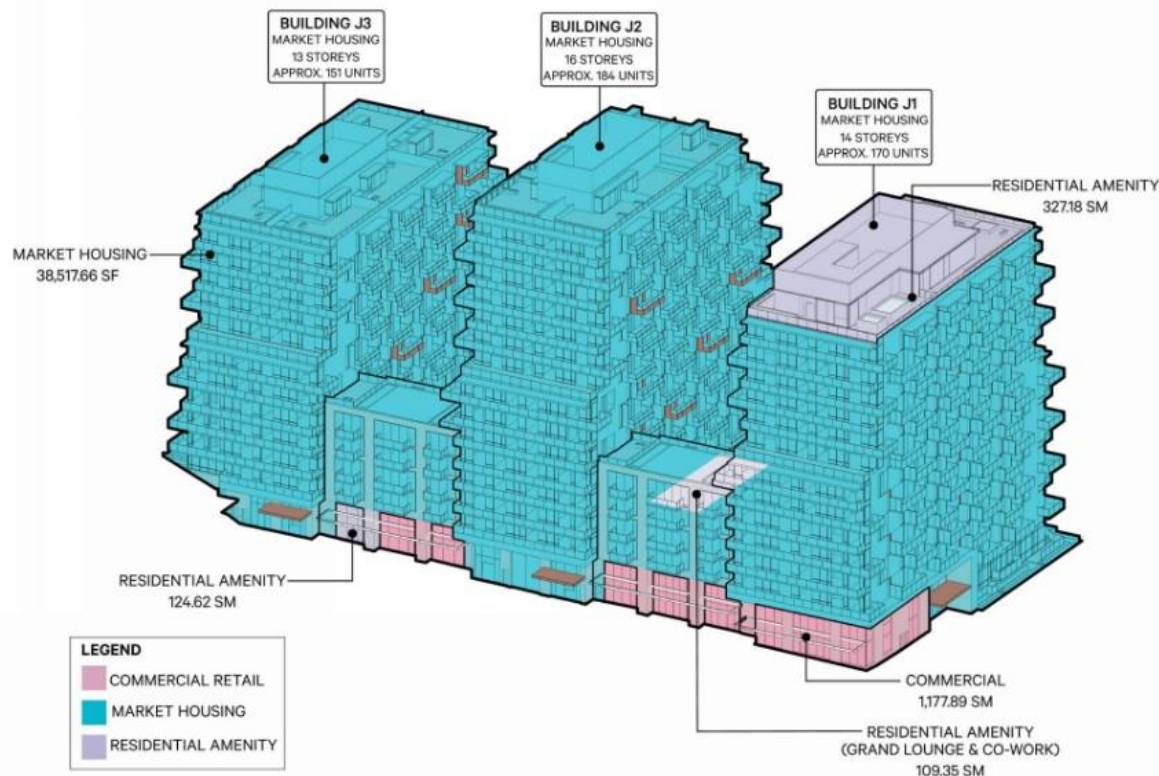 BUILDING J3
MARKET HOUSING
13 STOREYS
APPROX. 151 UNITS
BUILDING J2
MARKET HOUSING
16 STOREYS
APPROX. 184 UNITS
BUILDING J1
MARKET HOUSING
14 STOREYS
APPROX. 170 UNITS
RESIDENTIAL AMENITY
327.18 SM
MARKET HOUSING
38,517.66 SF
RESIDENTIAL AMENITY
124.62 SM
LEGEND
COMMERCIAL RETAIL
MARKET HOUSING
RESIDENTIAL AMENITY
COMMERCIAL
1,177.89 SM
RESIDENTIAL AMENITY
(GRAND LOUNGE & CO-WORK)
109.35 SM